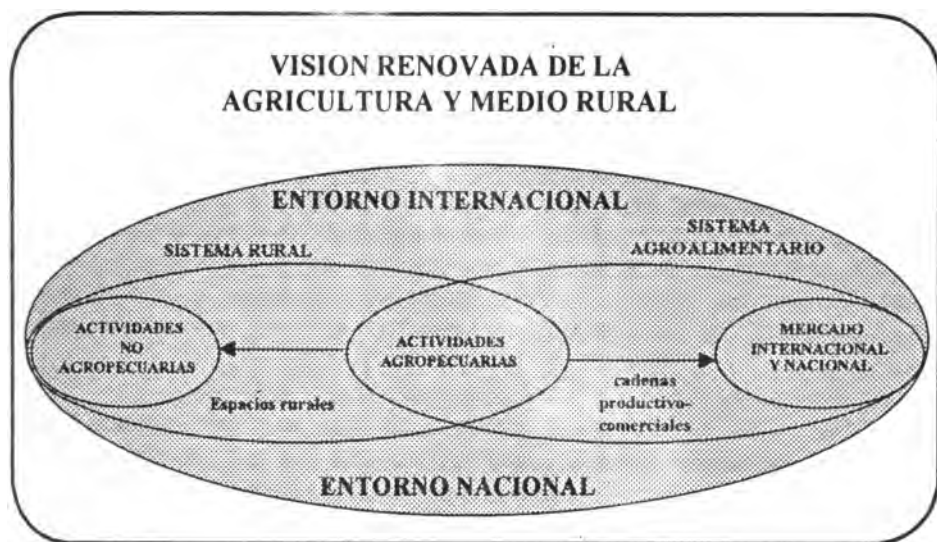 VISION RENOVADA DE LA
AGRICULTURA Y MEDIO RURAL
ENTORNO INTERNACIONAL
SISTEMA RURAL
SISTEMA
AGROALIMENTARIO
ACTIVIDADES
NO
AGROPECUARIAS
ACTIVIDADES
AGROPECUARIAS
MERCADO
INTERNACIONAL
Y NACIONAL
Espacios rurales
cadenas
productivo-
comerciales
ENTORNO NACIONAL